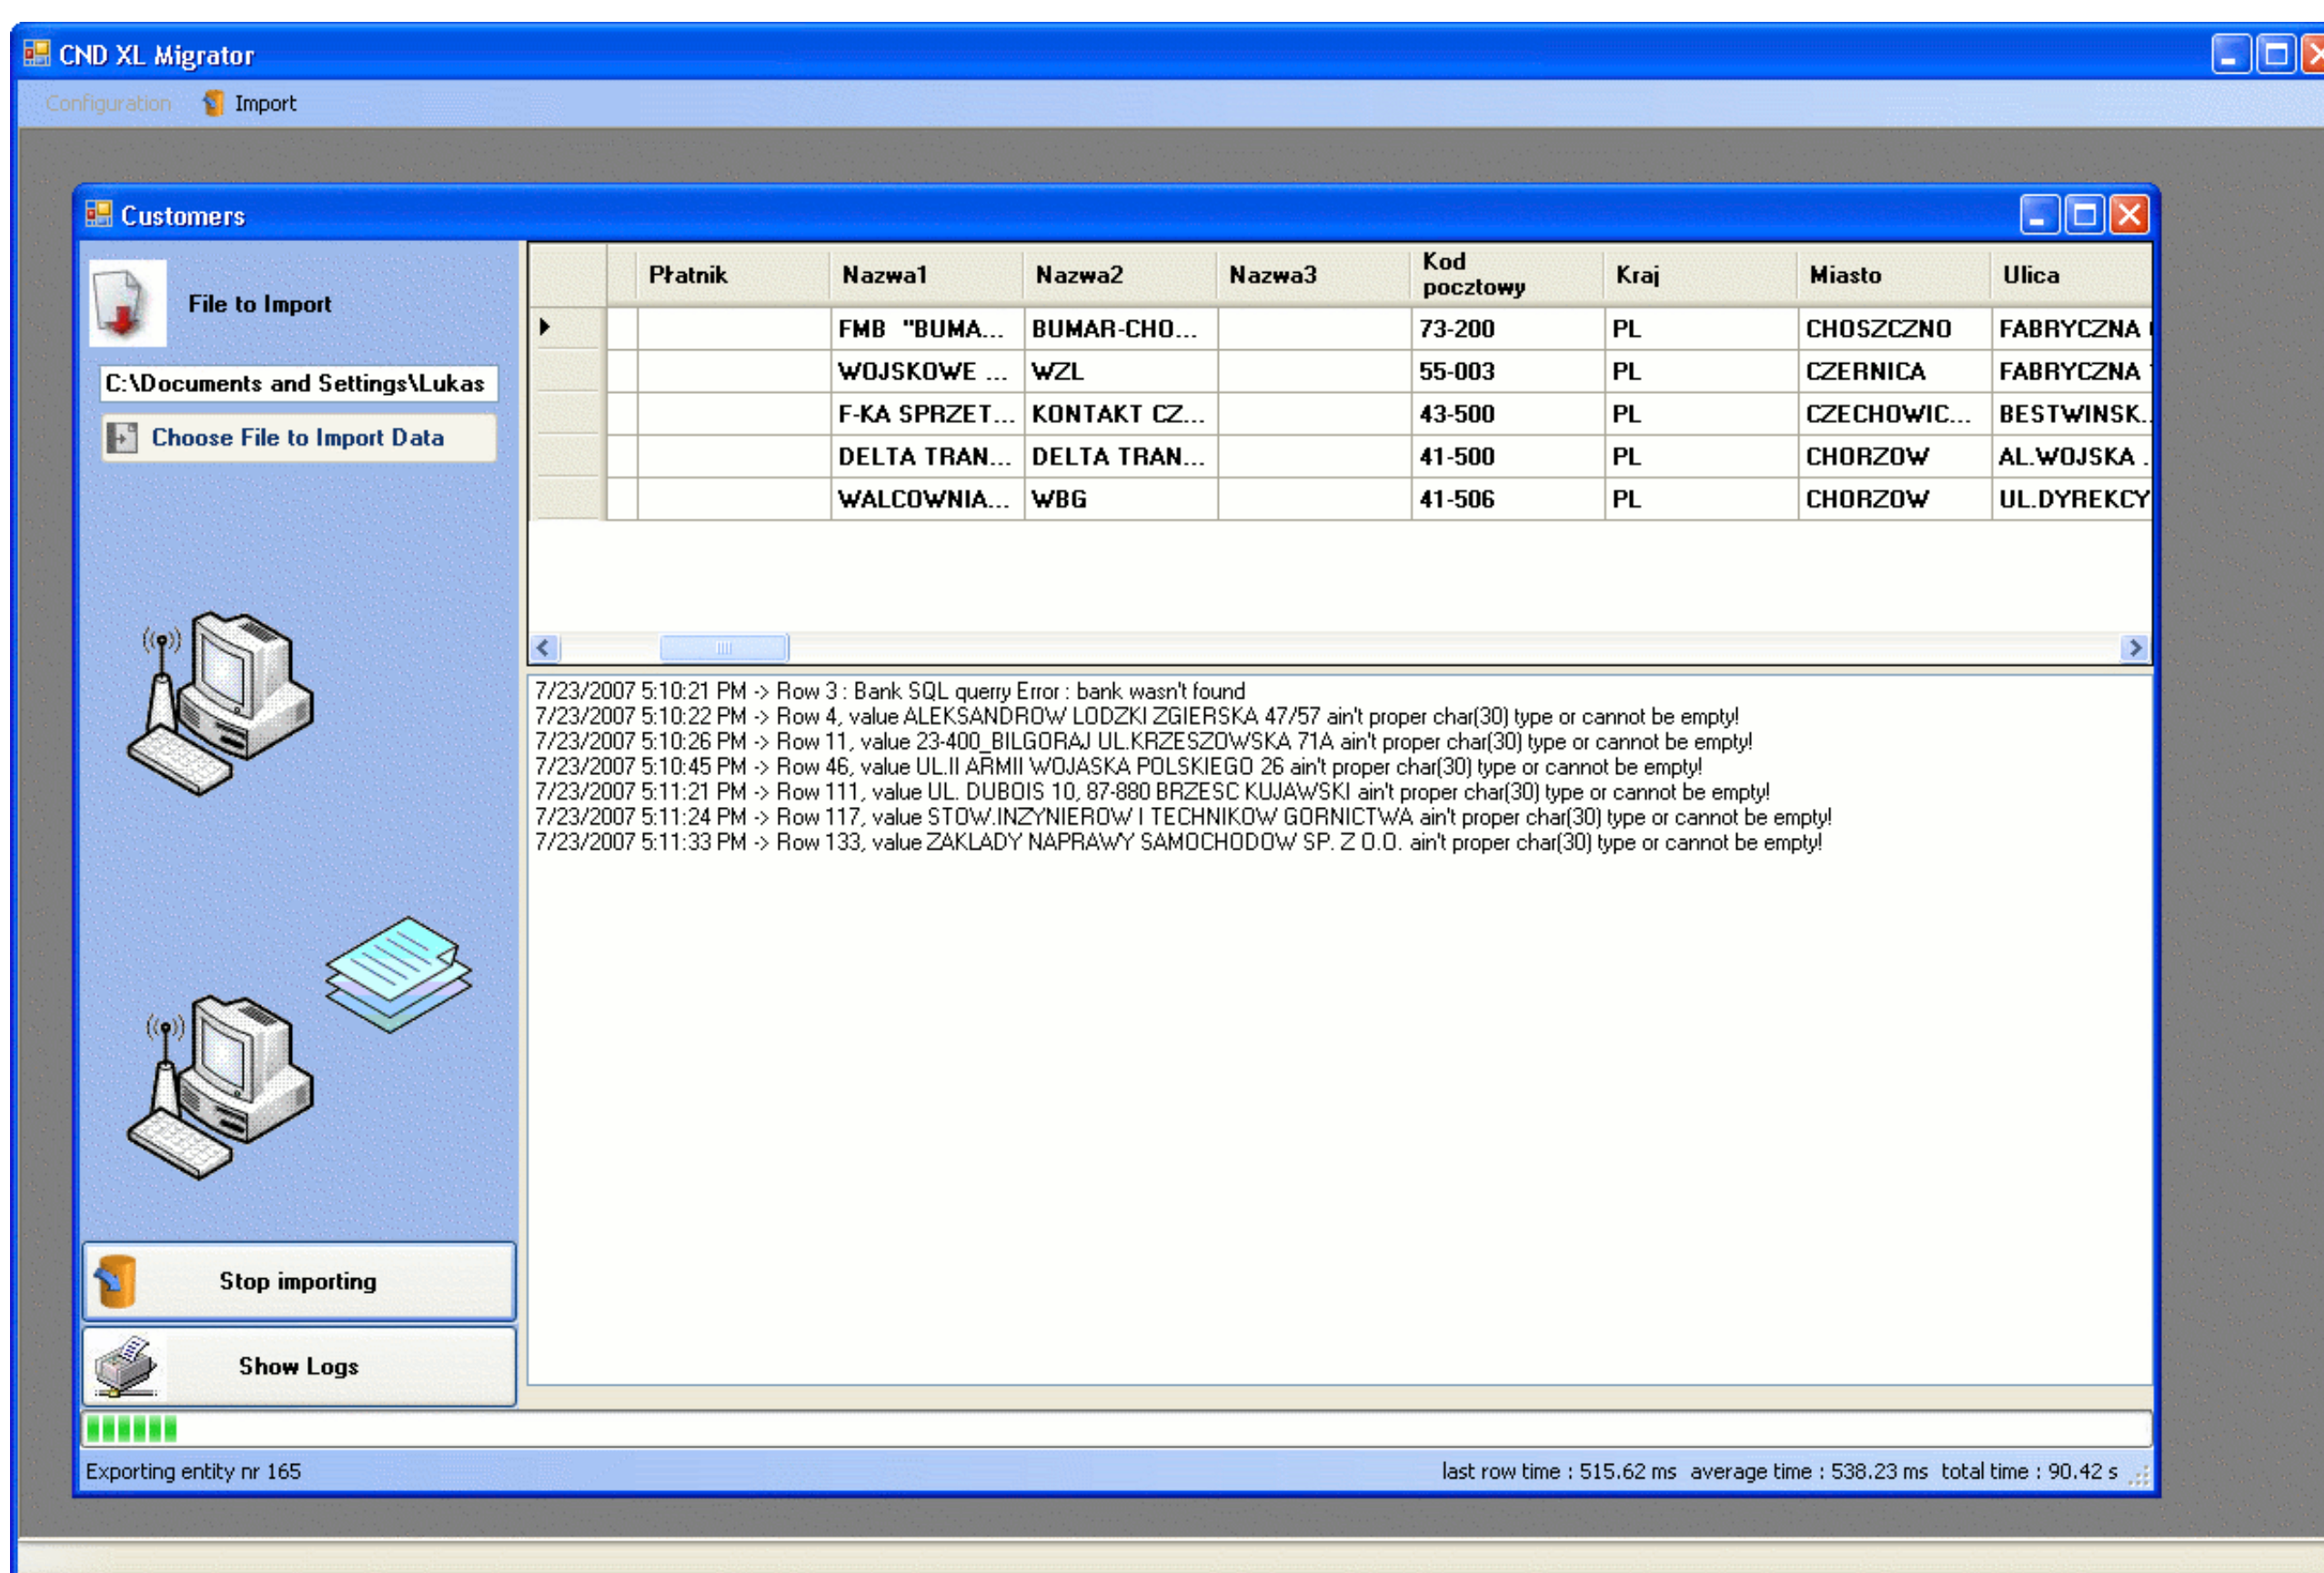 CND XL Migrator
Configuration Import
Customers
File to Import
C:\Documents and Settings\Lukas
Choose File to Import Data
Płatnik Nazwa1 Nazwa2 Nazwa3 Kod pocztowy Kraj Miasto Ulica
FMB "BUMA... BUMAR-CHO... 73-200 PL CHOSZCZNO FABRYCZNA
WOJSKOWE ... WZL 55-003 PL CZERNICA FABRYCZNA
F-KA SPRZET... KONTAKT CZ... 43-500 PL CZECHOWIC... BESTWINSK..
DELTA TRAN... DELTA TRAN... 41-500 PL CHORZOW AL.WOJSKA .
WALCOWNIA... WBG 41-506 PL CHORZOW UL.DYREKCY
7/23/2007 5:10:21 PM -> Row 3 : Bank SQL querry Error : bank wasn't found
7/23/2007 5:10:22 PM -> Row 4, value ALEKSANDROW LODZKI ZGIERSKA 47/57 ain't proper char(30) type or cannot be empty!
7/23/2007 5:10:26 PM -> Row 11, value 23-400_BILGORAJ UL.KRZESZOWSKA 71A ain't proper char(30) type or cannot be empty!
7/23/2007 5:10:45 PM -> Row 46, value UL.II ARMII WOJASKA POLSKIEGO 26 ain't proper char(30) type or cannot be empty!
7/23/2007 5:11:21 PM -> Row 111, value UL. DUBOIS 10, 87-880 BRZESC KUJAWSKI ain't proper char(30) type or cannot be empty!
7/23/2007 5:11:24 PM -> Row 117, value STOW.INZYNIEROW I TECHNIKOW GORNICTWA ain't proper char(30) type or cannot be empty!
7/23/2007 5:11:33 PM -> Row 133, value ZAKLADY NAPRAWY SAMOCHODOW SP. Z O.O. ain't proper char(30) type or cannot be empty!
Stop importing
Show Logs
Exporting entity nr 165
last row time : 515.62 ms average time : 538.23 ms total time : 90.42 s